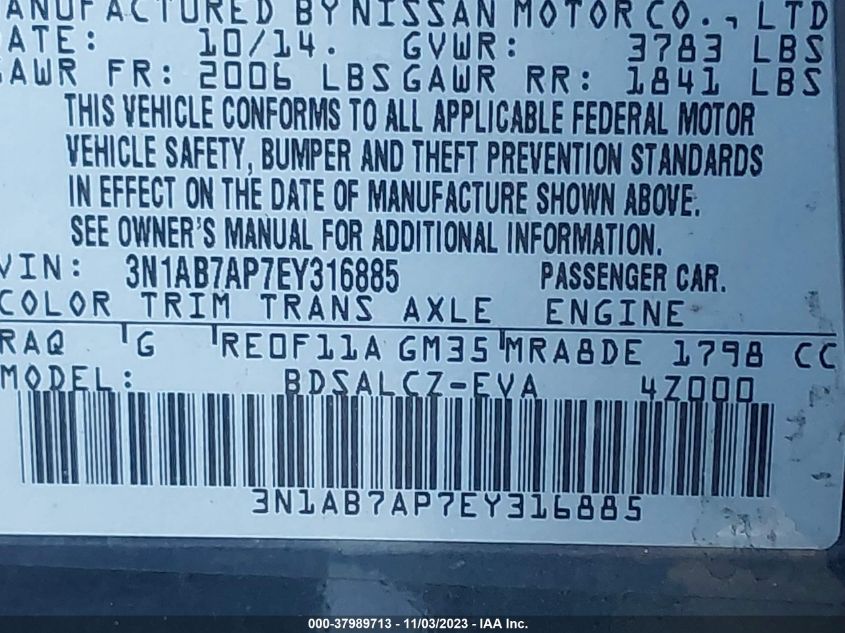 ANUFACTURED BY NISSAN MOTOR CO., LTD
ATE: 10/14. GVWR: 3783 LBS
GAWR FR: 2006 LBS GAWR RR: 1841 LBS
THIS VEHICLE CONFORMS TO ALL APPLICABLE FEDERAL MOTOR
VEHICLE SAFETY, BUMPER AND THEFT PREVENTION STANDARDS
IN EFFECT ON THE DATE OF MANUFACTURE SHOWN ABOVE.
SEE OWNER'S MANUAL FOR ADDITIONAL INFORMATION.
VIN: 3N1AB7AP7EY316885 PASSENGER CAR.
COLOR TRIM TRANS AXLE ENGINE
RAQ G RE0F11A GM35 MRA8DE 1798 CC
MODEL: BDSALCZ-EVA 4Z000
3N1AB7AP7EY316885
000-37989713 - 11/03/2023 - IAA Inc.